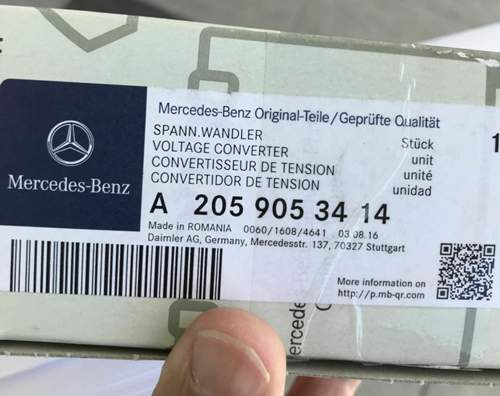 Mercedes-Benz Original-Teile/Geprüfte Qualität
SPANN.WANDLER
VOLTAGE CONVERTER
CONVERTISSEUR DE TENSION
CONVERTIDOR DE TENSION
Stück
unit
unité
unidad
1
Mercedes-Benz
A 205 905 34 14
Made in ROMANIA 0060/1608/4641 03.08.16
Daimler AG, Germany, Mercedesstr. 137, 70327 Stuttgart
More information on
http://p.mb-qr.com